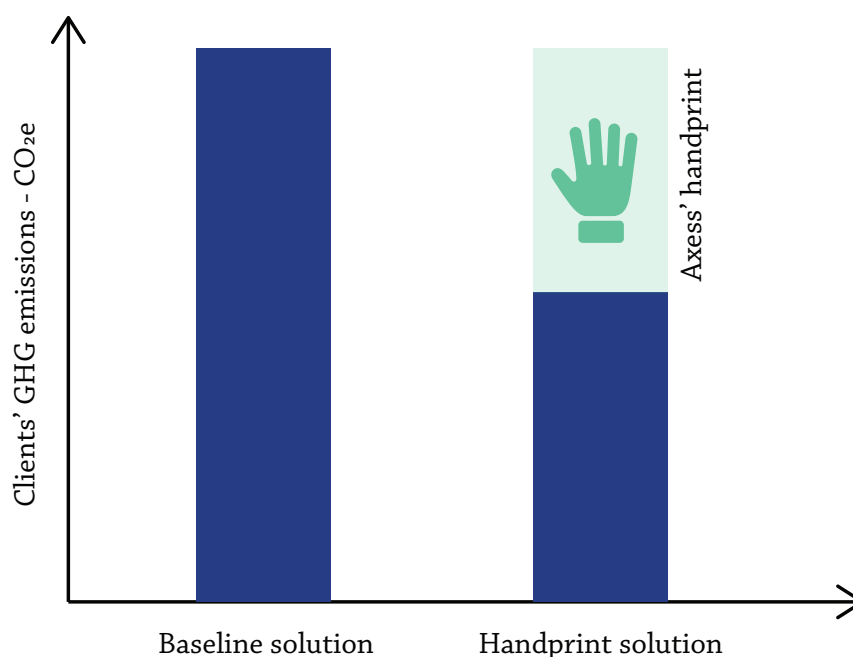 Clients’ GHG emissions - CO₂e
Axess’ handprint
Baseline solution
Handprint solution